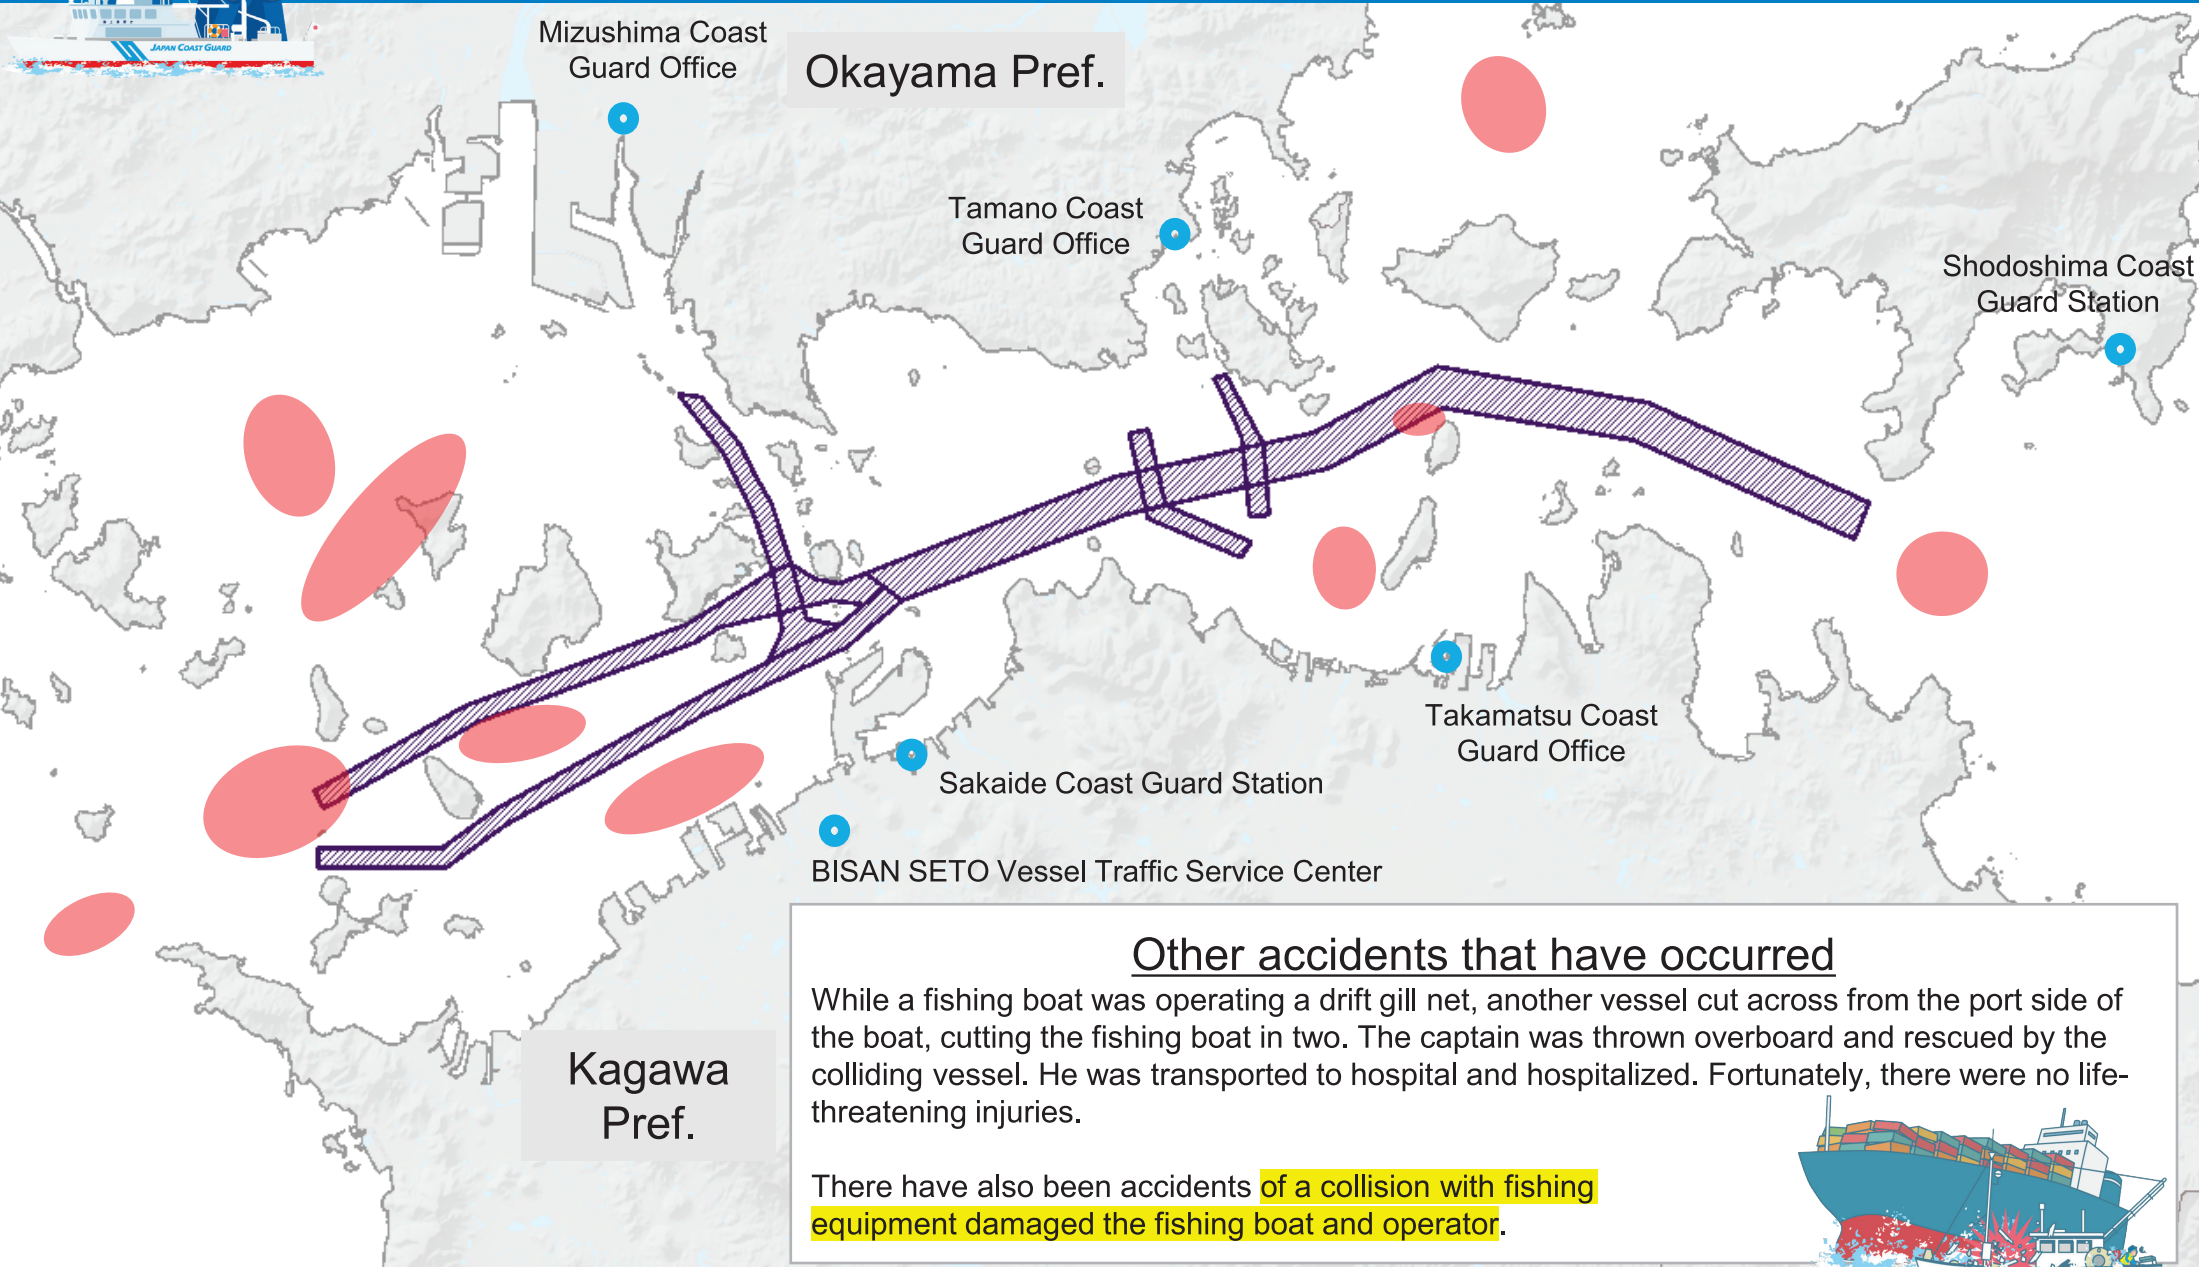 JAPAN COAST GUARD
Mizushima Coast
Guard Office
Okayama Pref.
Tamano Coast
Guard Office
Shodoshima Coast
Guard Station
Takamatsu Coast
Guard Office
Sakaide Coast Guard Station
BISAN SETO Vessel Traffic Service Center
Kagawa
Pref.
Other accidents that have occurred
While a fishing boat was operating a drift gill net, another vessel cut across from the port side of
the boat, cutting the fishing boat in two. The captain was thrown overboard and rescued by the
colliding vessel. He was transported to hospital and hospitalized. Fortunately, there were no life-
threatening injuries.
There have also been accidents of a collision with fishing
equipment damaged the fishing boat and operator.